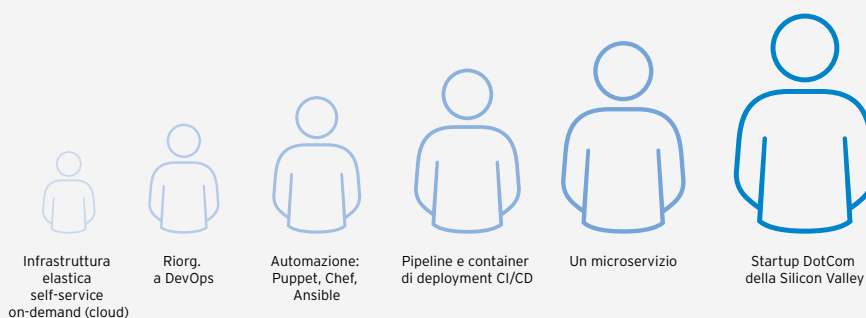 Infrastruttura
elastica
self-service
on-demand (cloud)
Riorg.
a DevOps
Automazione:
Puppet, Chef,
Ansible
Pipeline e container
di deployment CI/CD
Un microservizio
Startup DotCom
della Silicon Valley